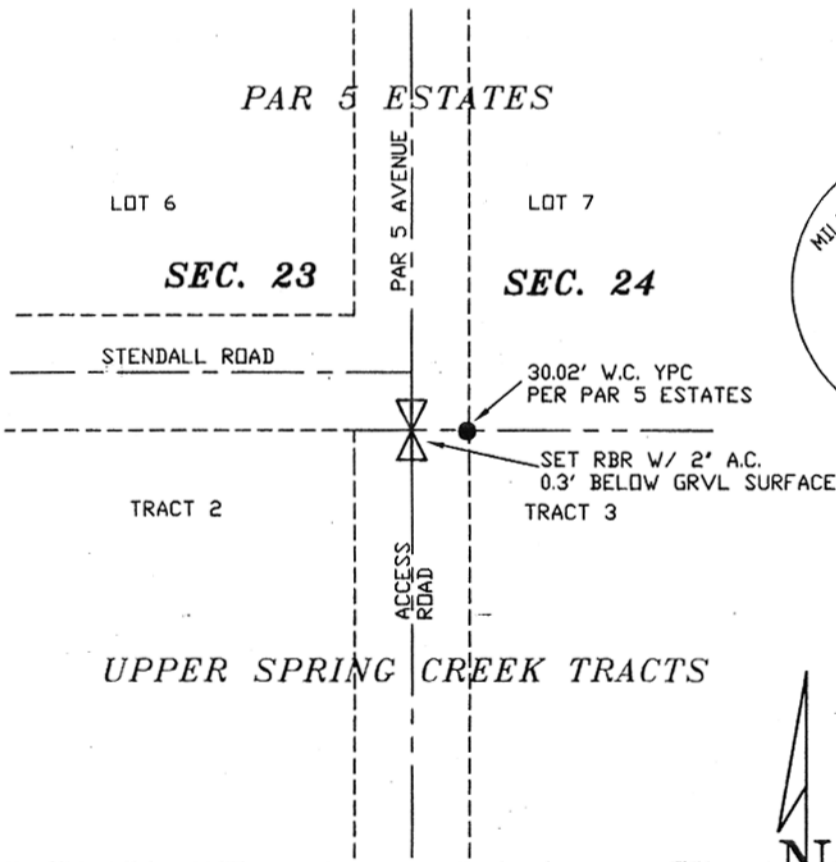 PAR 5 ESTATES
LOT 6
PAR 5 AVENUE
LOT 7
SEC. 23
SEC. 24
STENDALL ROAD
30.02' W.C. YPC
PER PAR 5 ESTATES
SET RBR W/ 2" A.C.
0.3' BELOW GRVL SURFACE
TRACT 2
TRACT 3
ACCESS
ROAD
UPPER SPRING CREEK TRACTS
N